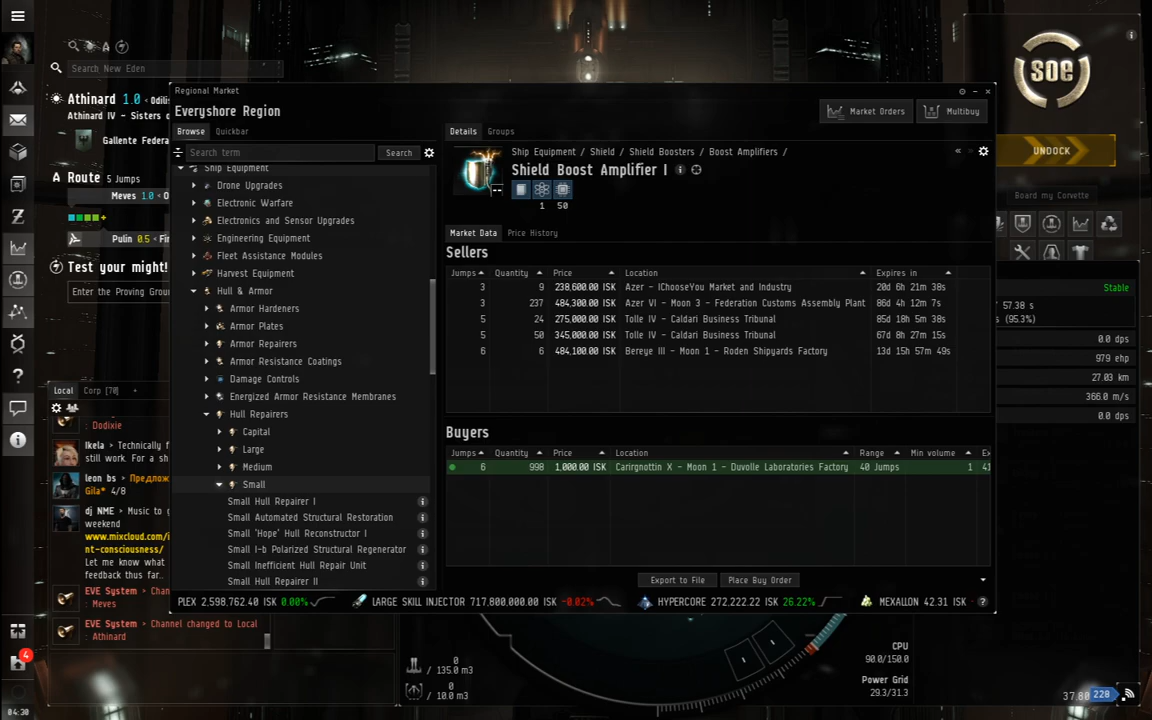 Search New Eden
Athinard 1.0 < Odili
Athinard IV - Sisters o
Gallente Federa
Route 5 Jumps
Meves 1.0 < O
Pulin 0.5 < Fin
Test your might!
Enter the Proving Groun
Local Corp [70]
: Dodixie
Ikela > Technically f
still work. For a sh
leon bs > Предлож
Gila* 4/8
dj NME > Music to g
weekend
www.mixcloud.com/i
nt-consciousness/
Let me know what
feedback thus far..
EVE System > Chan
: Meves
EVE System > Channel changed to Local
: Athinard
4
04:30
Regional Market
Everyshore Region
Market Orders
Multibuy
Browse Quickbar
Search term
Search
Ship Equipment
Drone Upgrades
Electronic Warfare
Electronics and Sensor Upgrades
Engineering Equipment
Fleet Assistance Modules
Harvest Equipment
Hull & Armor
Armor Hardeners
Armor Plates
Armor Repairers
Armor Resistance Coatings
Damage Controls
Energized Armor Resistance Membranes
Hull Repairers
Capital
Large
Medium
Small
Small Hull Repairer I
Small Automated Structural Restoration
Small 'Hope' Hull Reconstructor I
Small I-b Polarized Structural Regenerator
Small Inefficient Hull Repair Unit
Small Hull Repairer II
Details Groups
Ship Equipment / Shield / Shield Boosters / Boost Amplifiers /
Shield Boost Amplifier I
1 50
Market Data Price History
Sellers
Jumps Quantity Price Location Expires in
3 9 238,600.00 ISK Azer - IChooseYou Market and Industry 20d 6h 21m 38s
3 237 484,300.00 ISK Azer VI - Moon 3 - Federation Customs Assembly Plant 86d 4h 12m 7s
5 24 275,000.00 ISK Tolle IV - Caldari Business Tribunal 85d 18h 5m 38s
5 50 345,000.00 ISK Tolle IV - Caldari Business Tribunal 67d 8h 27m 15s
6 6 484,100.00 ISK Bereye III - Moon 1 - Roden Shipyards Factory 13d 15h 57m 49s
Buyers
Jumps Quantity Price Location Range Min volume Ex
6 998 1,000.00 ISK Carirgnottin X - Moon 1 - Duvolle Laboratories Factory 40 Jumps 1 41
Export to File
Place Buy Order
PLEX 2,598,762.40 ISK 0.00% LARGE SKILL INJECTOR 717,800,000.00 ISK -0.02% HYPERCORE 272,222.22 ISK 26.22% MEXALLON 42.31 ISK
SOE
UNDOCK
Board my Corvette
Stable
57.38 s
(95.3%)
0.0 dps
979 ehp
27.03 km
366.0 m/s
0.0 dps
0
/ 135.0 m3
0
/ 10.0 m3
CPU
90.0/150.0
Power Grid
29.3/31.3
37.80
228